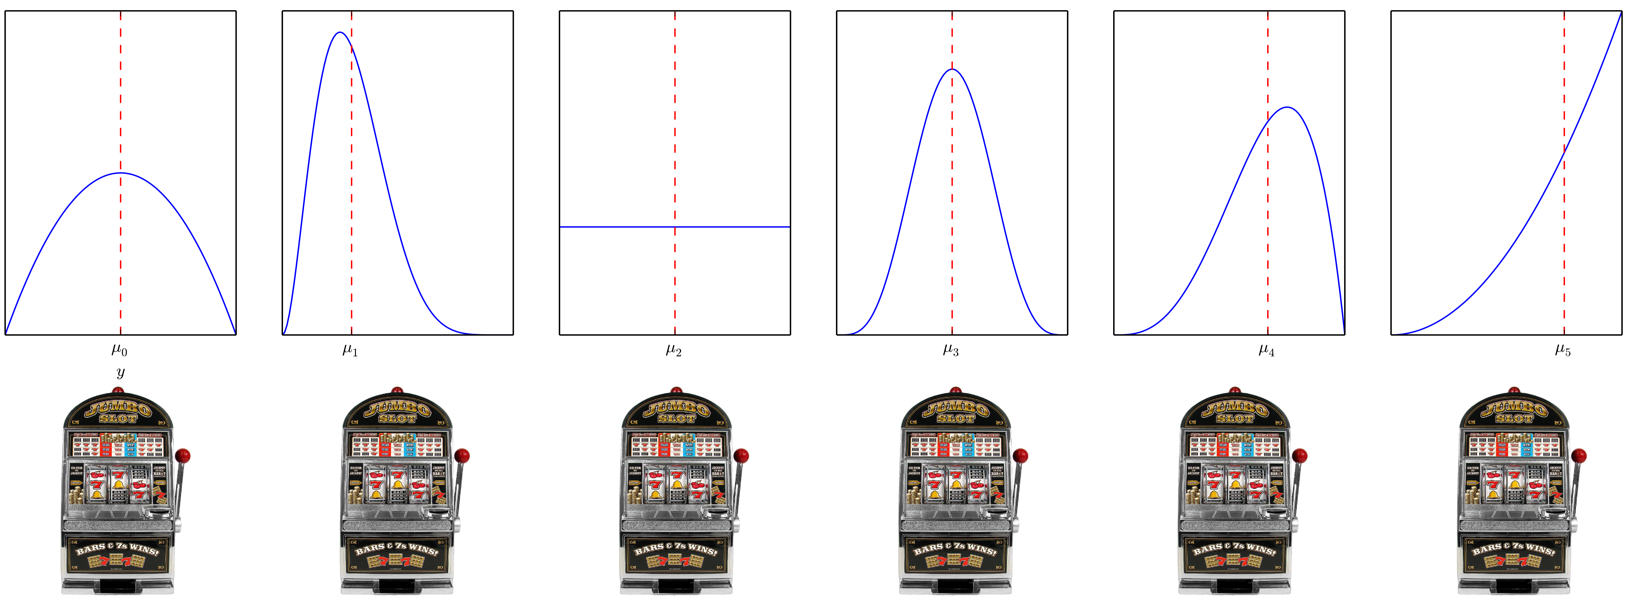 μ₀ μ₁ μ₂ μ₃ μ₄ μ₅
y
JUMBO JUMBO JUMBO JUMBO JUMBO JUMBO
SLOT SLOT SLOT SLOT SLOT SLOT
BARS & 7s WINS! BARS & 7s WINS! BARS & 7s WINS! BARS & 7s WINS! BARS & 7s WINS! BARS & 7s WINS!